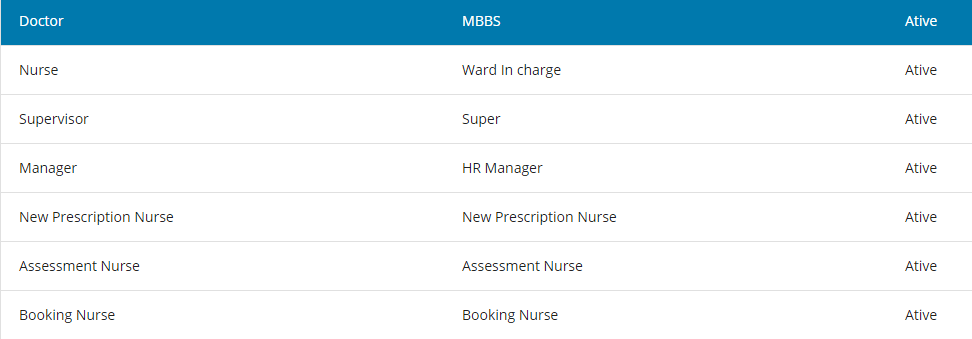 Doctor MBBS Ative
Nurse Ward In charge Ative
Supervisor Super Ative
Manager HR Manager Ative
New Prescription Nurse New Prescription Nurse Ative
Assessment Nurse Assessment Nurse Ative
Booking Nurse Booking Nurse Ative